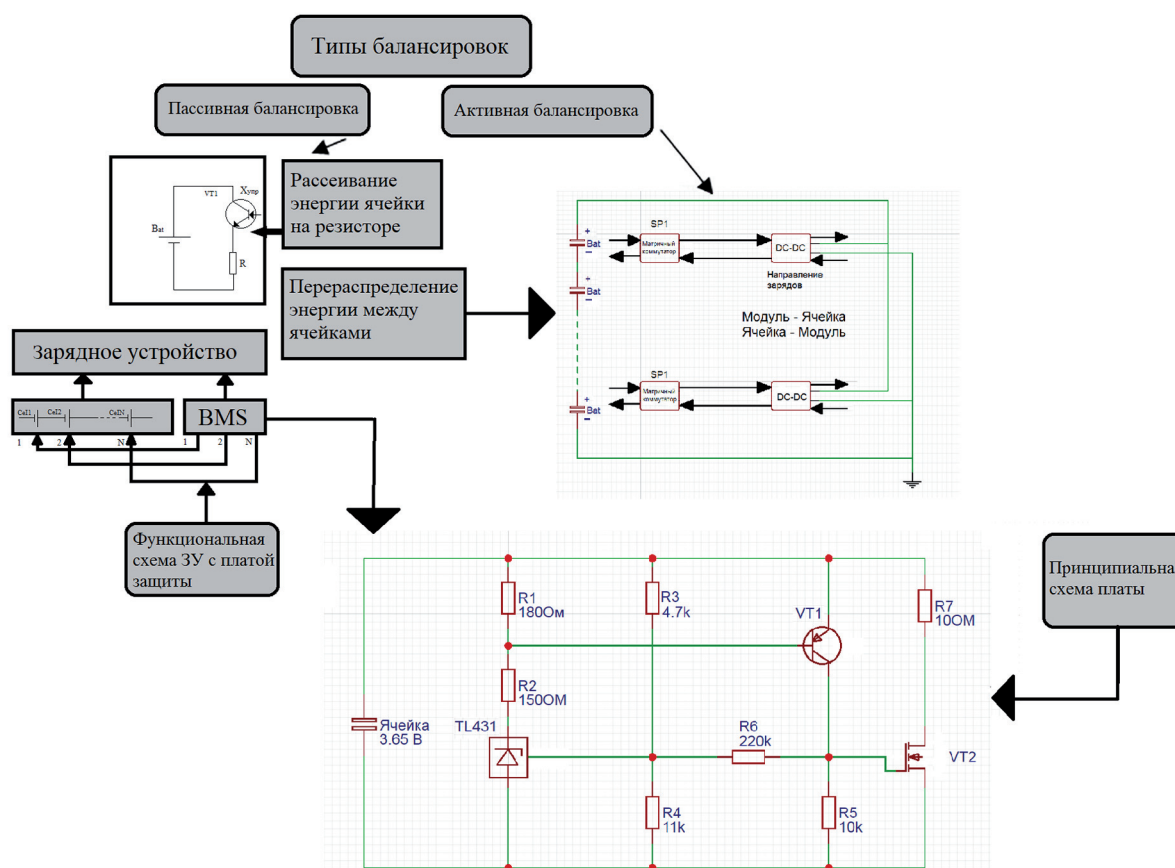 Типы балансировок
Пассивная балансировка
Активная балансировка
VT1
Xупр
Bat
R
Рассеивание
энергии ячейки
на резисторе
Перераспределение
энергии между
ячейками
SP1
+
Bat
−
Матричный
коммутатор
DC-DC
Направление
зарядов
+
Bat
−
Модуль - Ячейка
Ячейка - Модуль
SP1
+
Bat
−
Матричный
коммутатор
DC-DC
Зарядное устройство
Cell1
Cell2
CellN
BMS
1
2
N
1
2
N
Функциональная
схема ЗУ с платой
защиты
Принципиальна
схема платы
R1
180Ом
R3
4.7k
VT1
R7
10ОМ
R2
150ОМ
Ячейка
3.65 В
TL431
R6
220k
VT2
R4
11k
R5
10k